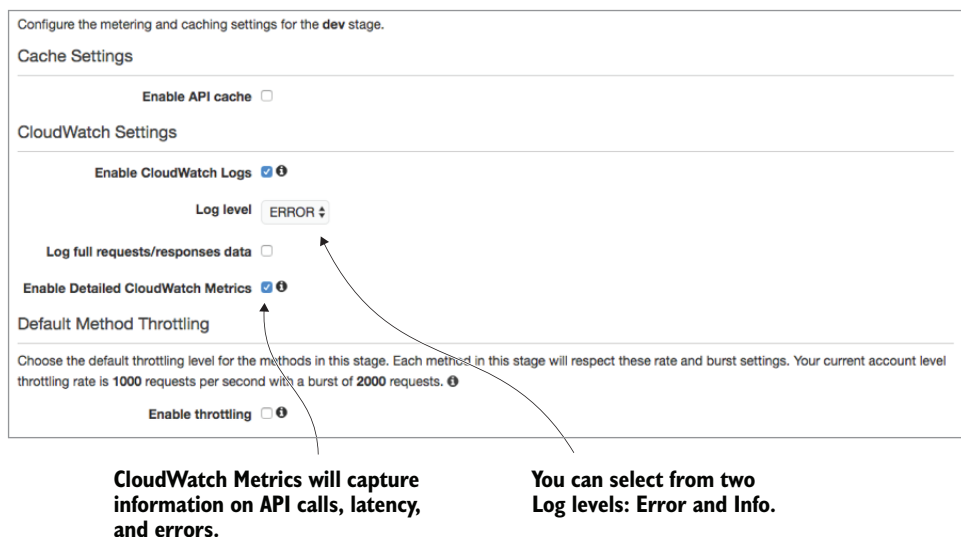 Configure the metering and caching settings for the dev stage.
Cache Settings
Enable API cache
CloudWatch Settings
Enable CloudWatch Logs
Log level ERROR
Log full requests/responses data
Enable Detailed CloudWatch Metrics
Default Method Throttling
Choose the default throttling level for the methods in this stage. Each method in this stage will respect these rate and burst settings. Your current account level
throttling rate is 1000 requests per second with a burst of 2000 requests.
Enable throttling
CloudWatch Metrics will capture
information on API calls, latency,
and errors.
You can select from two
Log levels: Error and Info.